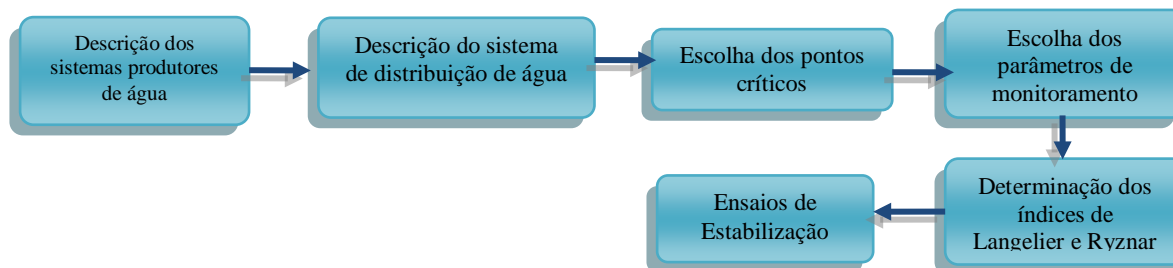 Descrição dos
sistemas produtores
de água
Descrição do sistema
de distribuição de água
Escolha dos pontos
críticos
Escolha dos
parâmetros de
monitoramento
Determinação dos
índices de
Langelier e Ryznar
Ensaios de
Estabilização